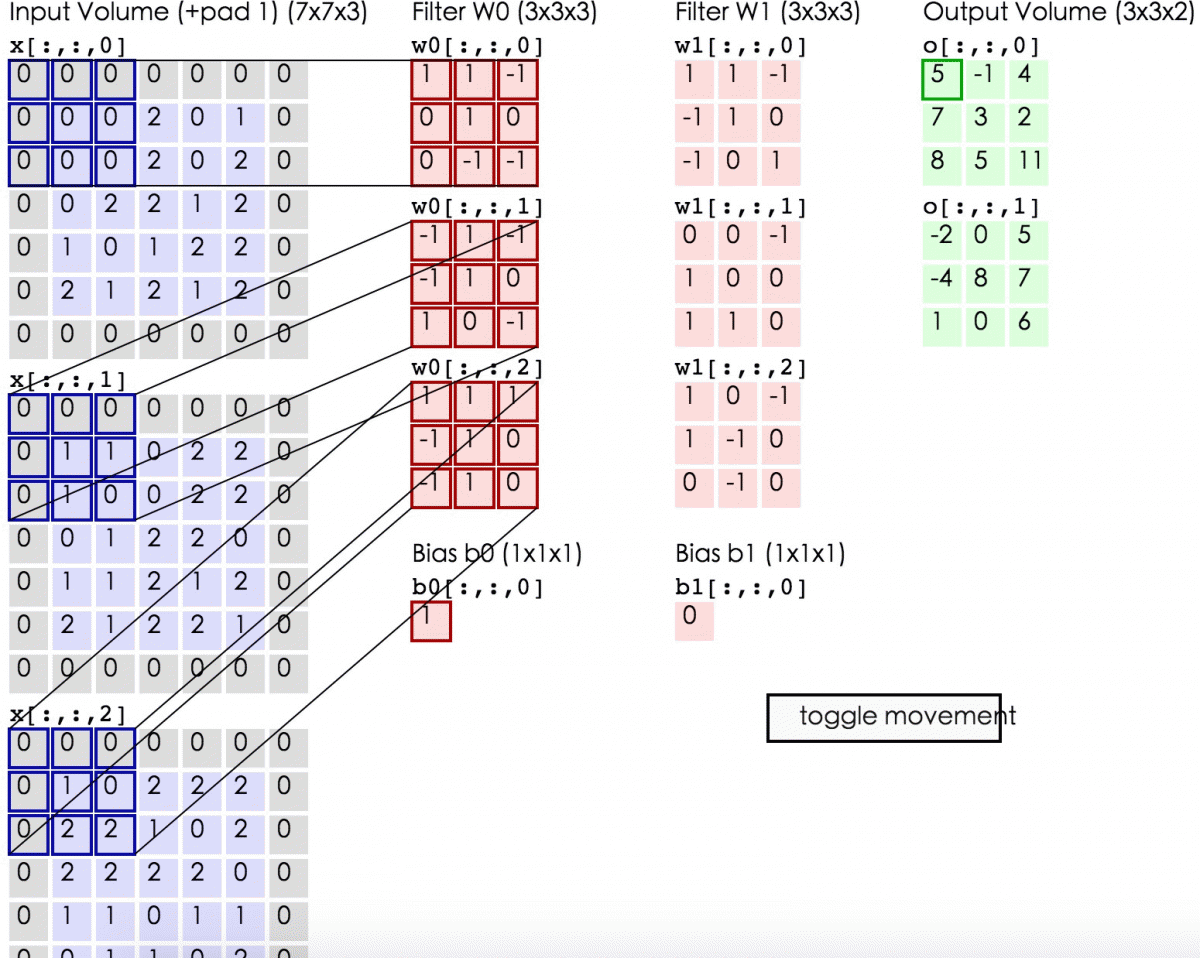 Input Volume (+pad 1) (7x7x3)
x[:,:,0]
0 0 0 0 0 0 0
0 0 0 2 0 1 0
0 0 0 2 0 2 0
0 0 2 2 1 2 0
0 1 0 1 2 2 0
0 2 1 2 1 2 0
0 0 0 0 0 0 0
x[:,:,1]
0 0 0 0 0 0 0
0 1 1 0 2 2 0
0 1 0 0 2 2 0
0 0 1 2 2 0 0
0 1 1 2 1 2 0
0 2 1 2 2 1 0
0 0 0 0 0 0 0
x[:,:,2]
0 0 0 0 0 0 0
0 1 0 2 2 2 0
0 2 2 1 0 2 0
0 2 2 2 2 0 0
0 1 1 0 1 1 0
0 0 1 1 0 2 0
Filter W0 (3x3x3)
w0[:,:,0]
1 1 -1
0 1 0
0 -1 -1
w0[:,:,1]
-1 1 -1
-1 1 0
1 0 -1
w0[:,:,2]
1 1 1
-1 1 0
-1 1 0
Bias b0 (1x1x1)
b0[:,:,0]
1
Filter W1 (3x3x3)
w1[:,:,0]
1 1 -1
-1 1 0
-1 0 1
w1[:,:,1]
0 0 -1
1 0 0
1 1 0
w1[:,:,2]
1 0 -1
1 -1 0
0 -1 0
Bias b1 (1x1x1)
b1[:,:,0]
0
Output Volume (3x3x2)
o[:,:,0]
5 -1 4
7 3 2
8 5 11
o[:,:,1]
-2 0 5
-4 8 7
1 0 6
toggle movement